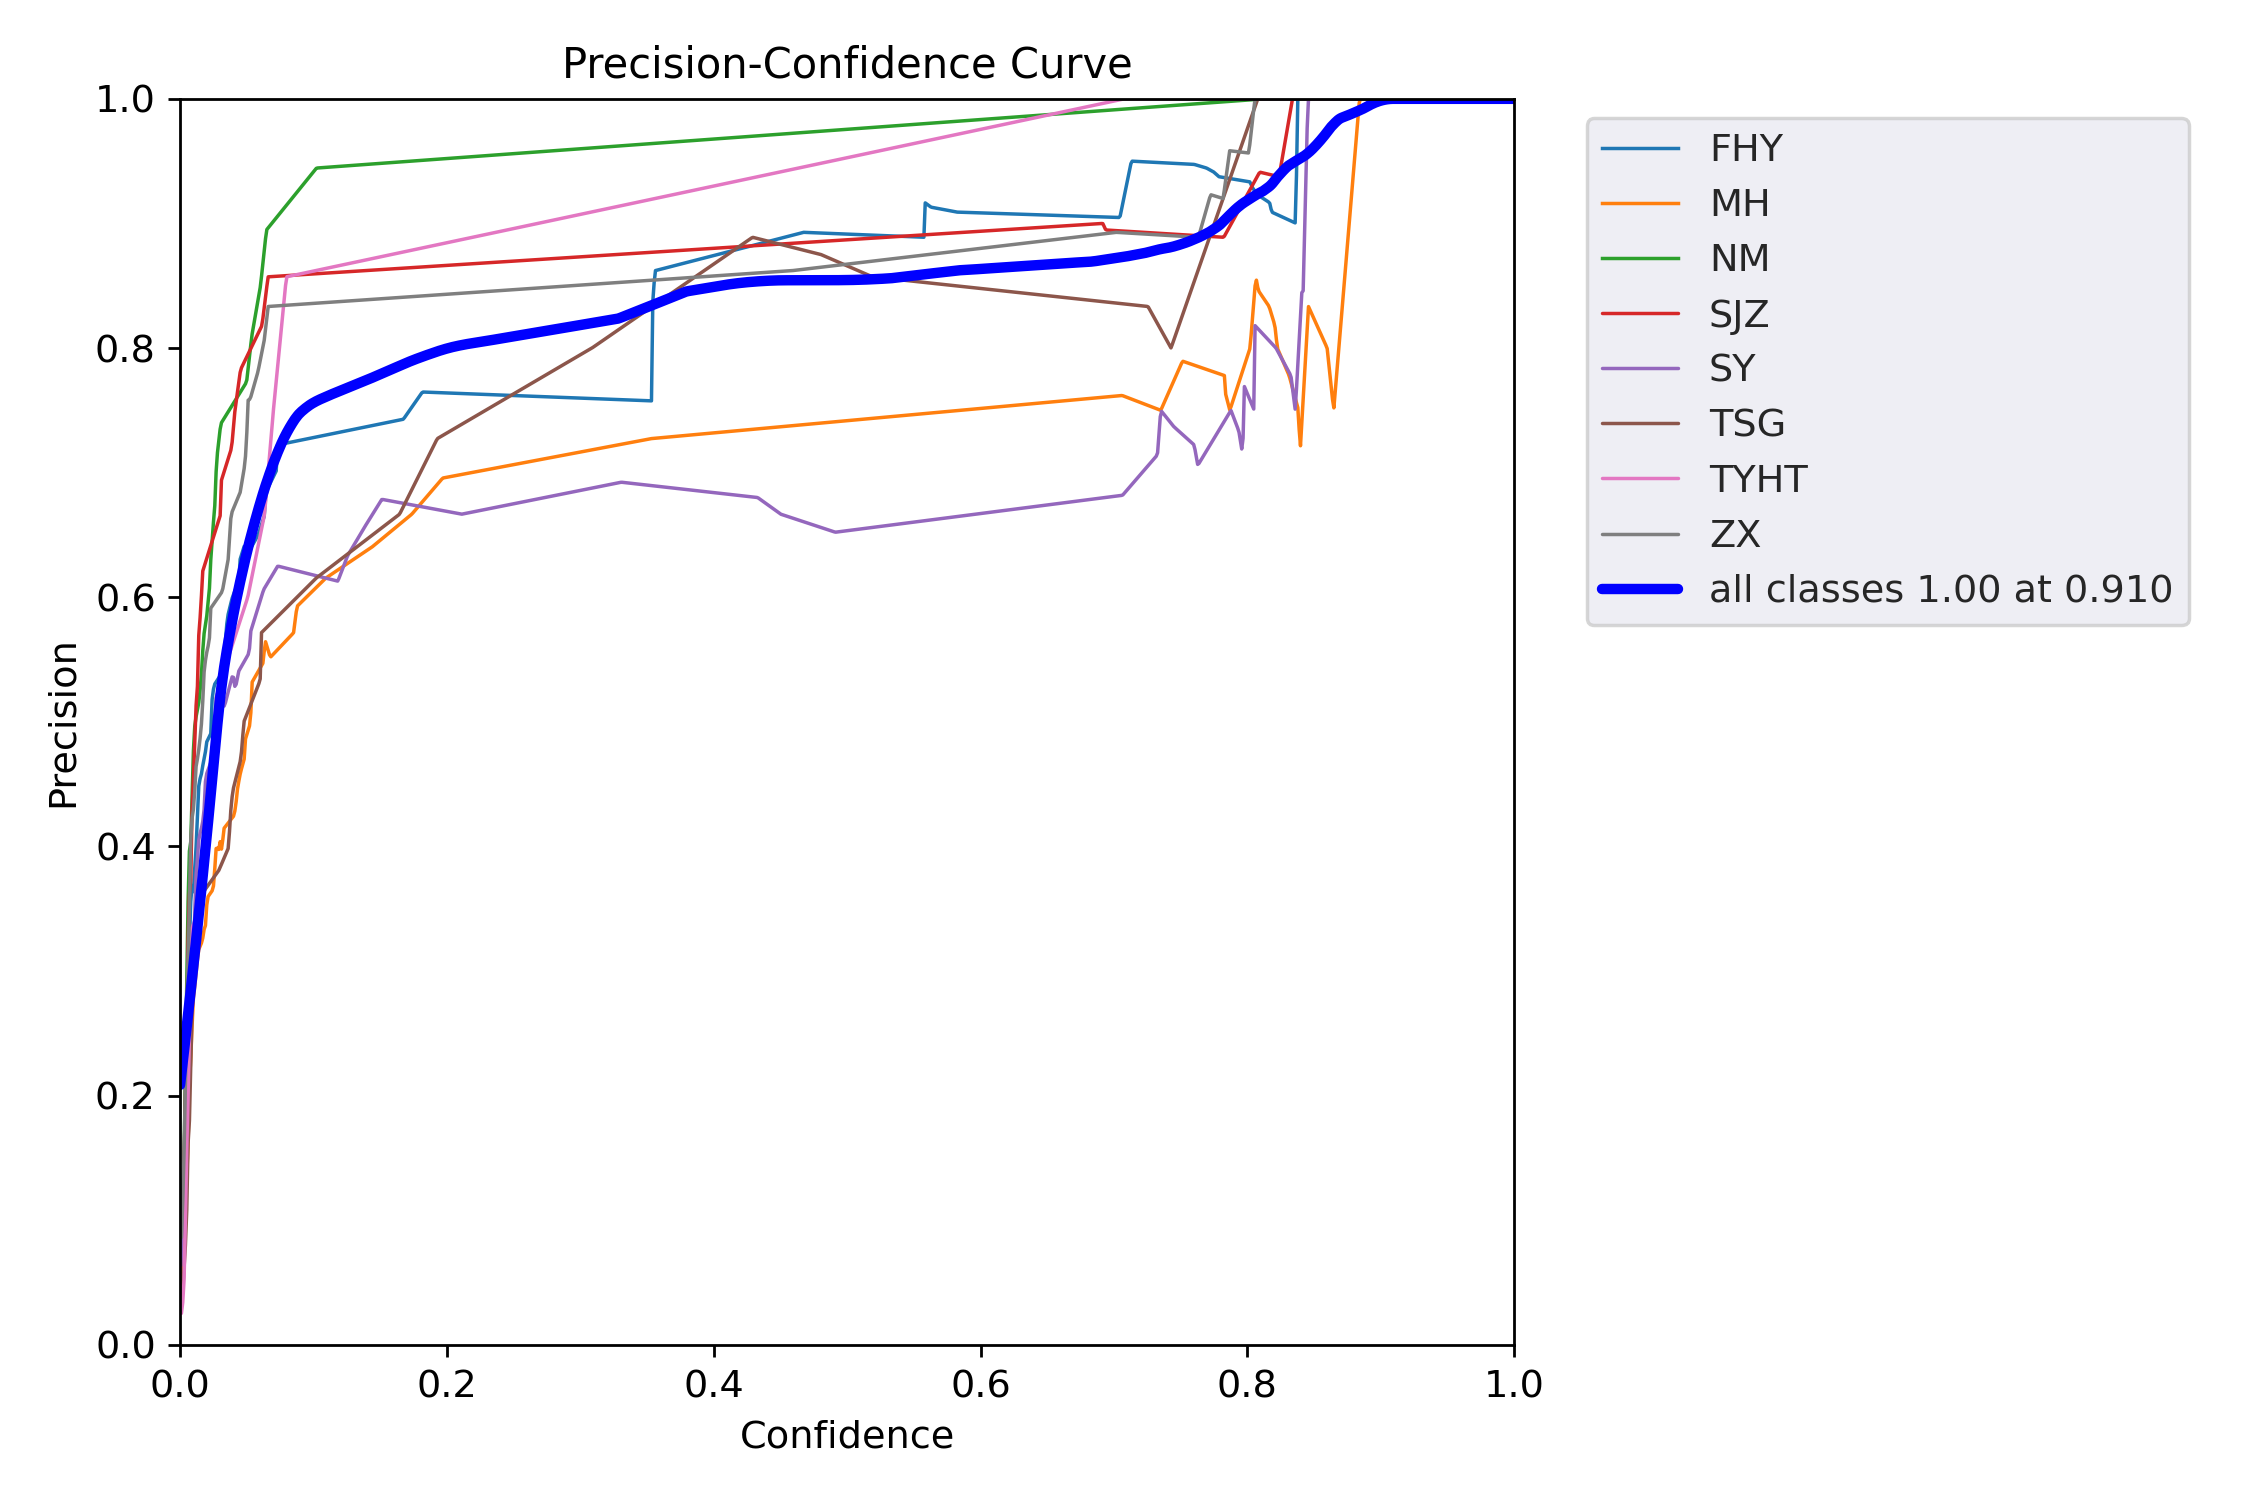 Precision-Confidence Curve
1.0
0.8
0.6
0.4
0.2
0.0
Precision
0.0 0.2 0.4 0.6 0.8 1.0
Confidence
FHY
MH
NM
SJZ
SY
TSG
TYHT
ZX
all classes 1.00 at 0.910